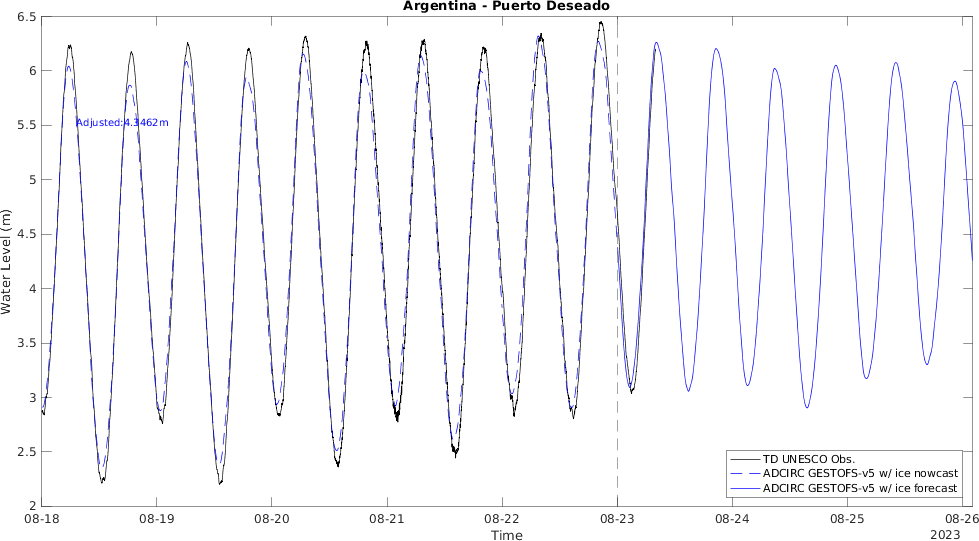 Argentina - Puerto Deseado
6.5
6
5.5
5
4.5
4
3.5
3
2.5
2
Water Level (m)
Adjusted:4.3462m
TD UNESCO Obs.
ADCIRC GESTOFS-v5 w/ ice nowcast
ADCIRC GESTOFS-v5 w/ ice forecast
08-18 08-19 08-20 08-21 08-22 08-23 08-24 08-25 08-26
Time
2023